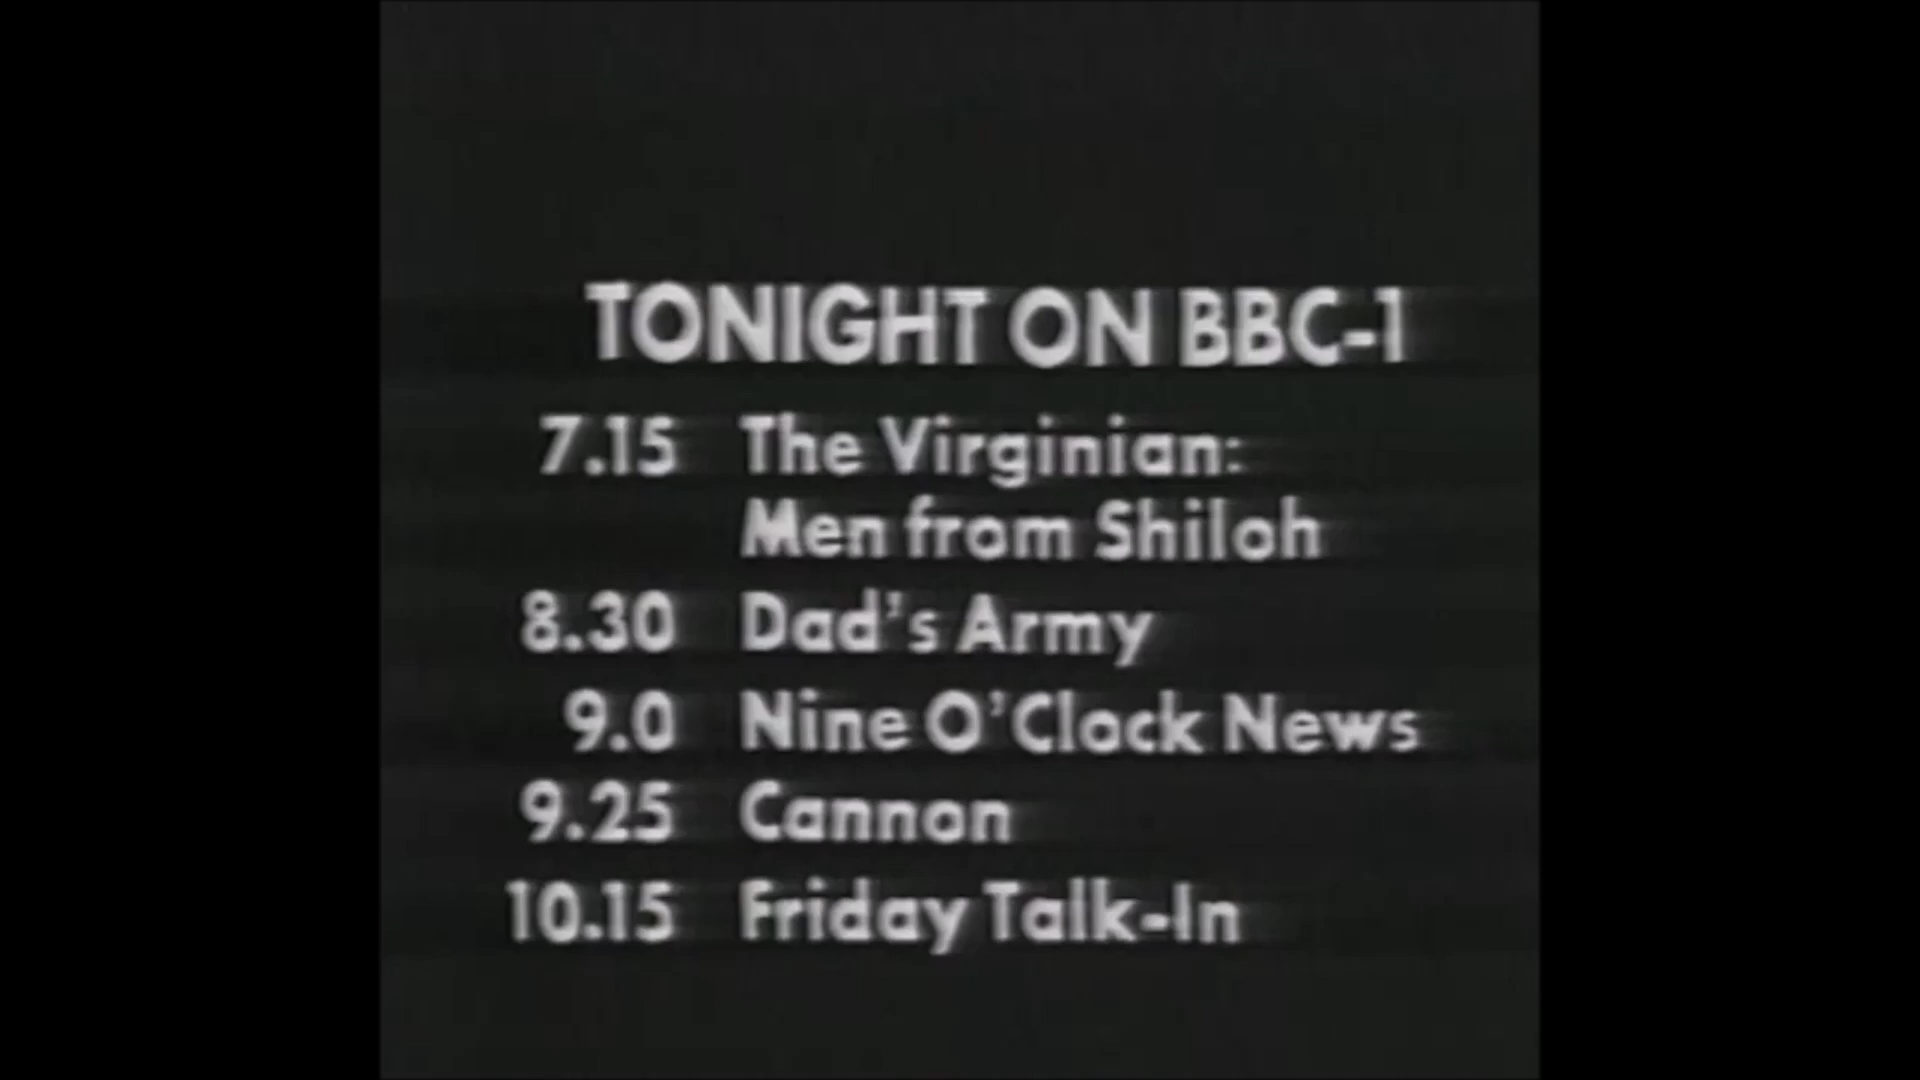 TONIGHT ON BBC-1
7.15 The Virginian:
Men from Shiloh
8.30 Dad's Army
9.0 Nine O'Clock News
9.25 Cannon
10.15 Friday Talk-In